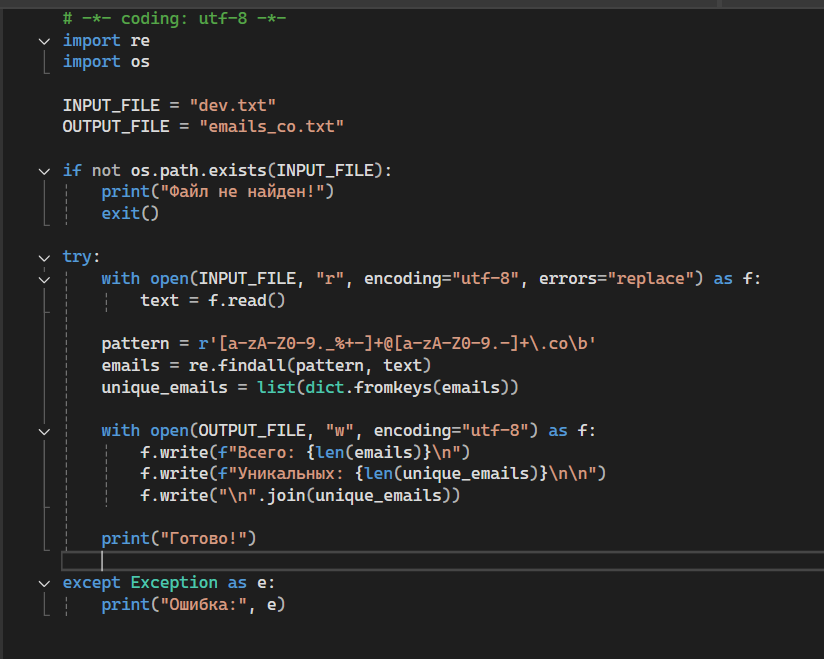 # -*- coding: utf-8 -*-
import re
import os

INPUT_FILE = "dev.txt"
OUTPUT_FILE = "emails_co.txt"

if not os.path.exists(INPUT_FILE):
    print("Файл не найден!")
    exit()

try:
    with open(INPUT_FILE, "r", encoding="utf-8", errors="replace") as f:
        text = f.read()

    pattern = r'[a-zA-Z0-9._%+-]+@[a-zA-Z0-9.-]+\.co\b'
    emails = re.findall(pattern, text)
    unique_emails = list(dict.fromkeys(emails))

    with open(OUTPUT_FILE, "w", encoding="utf-8") as f:
        f.write(f"Всего: {len(emails)}\n")
        f.write(f"Уникальных: {len(unique_emails)}\n\n")
        f.write("\n".join(unique_emails))

    print("Готово!")

except Exception as e:
    print("Ошибка:", e)